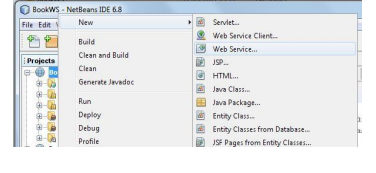 BookWS - NetBeans IDE 6.8
File Edit
Projects
New
Build
Clean and Build
Clean
Generate Javadoc
Run
Deploy
Debug
Profile
Servlet...
Web Service Client...
Web Service...
JSP...
HTML...
Java Class...
Java Package...
Entity Class...
Entity Classes from Database...
JSF Pages from Entity Classes...